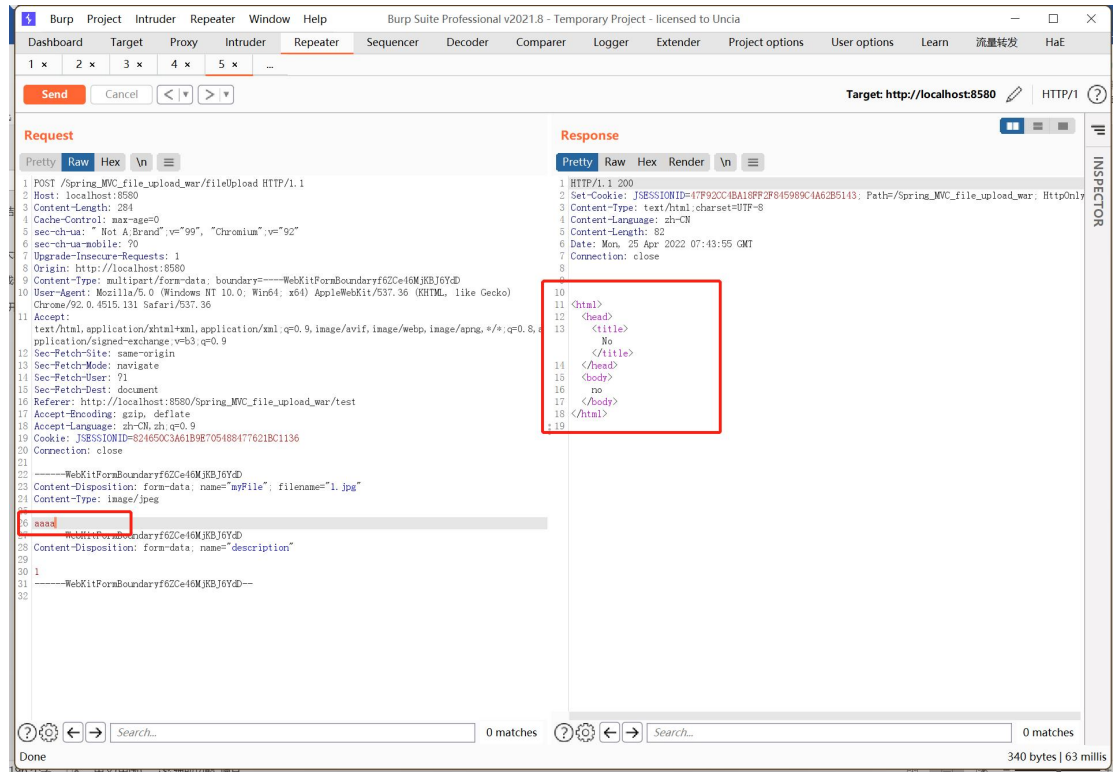 Burp Project Intruder Repeater Window Help Burp Suite Professional v2021.8 - Temporary Project - licensed to Uncia
Dashboard Target Proxy Intruder Repeater Sequencer Decoder Comparer Logger Extender Project options User options Learn 流量转发 HaE
1 × 2 × 3 × 4 × 5 × ...
Send Cancel < > Target: http://localhost:8580 HTTP/1 ?
Request
Pretty Raw Hex \n
1 POST /Spring_MVC_file_upload_war/fileUpload HTTP/1.1
2 Host: localhost:8580
3 Content-Length: 284
4 Cache-Control: max-age=0
5 sec-ch-ua: " Not A;Brand";v="99", "Chromium";v="92"
6 sec-ch-ua-mobile: ?0
7 Upgrade-Insecure-Requests: 1
8 Origin: http://localhost:8580
9 Content-Type: multipart/form-data; boundary=----WebKitFormBoundaryf6ZCe46MjKBJ6YdD
10 User-Agent: Mozilla/5.0 (Windows NT 10.0; Win64; x64) AppleWebKit/537.36 (KHTML, like Gecko)
Chrome/92.0.4515.131 Safari/537.36
11 Accept:
text/html,application/xhtml+xml,application/xml;q=0.9,image/avif,image/webp,image/apng,*/*;q=0.8,a
pplication/signed-exchange;v=b3;q=0.9
12 Sec-Fetch-Site: same-origin
13 Sec-Fetch-Mode: navigate
14 Sec-Fetch-User: ?1
15 Sec-Fetch-Dest: document
16 Referer: http://localhost:8580/Spring_MVC_file_upload_war/test
17 Accept-Encoding: gzip, deflate
18 Accept-Language: zh-CN,zh;q=0.9
19 Cookie: JSESSIONID=824650C3A61B9E705488477621BC1136
20 Connection: close
21
22 ------WebKitFormBoundaryf6ZCe46MjKBJ6YdD
23 Content-Disposition: form-data; name="myFile"; filename="1.jpg"
24 Content-Type: image/jpeg
25
26 aaaa
27 ------WebKitFormBoundaryf6ZCe46MjKBJ6YdD
28 Content-Disposition: form-data; name="description"
29
30 1
31 ------WebKitFormBoundaryf6ZCe46MjKBJ6YdD--
32
Search... 0 matches
Response
Pretty Raw Hex Render \n
1 HTTP/1.1 200
2 Set-Cookie: JSESSIONID=47F92CC4BA18FF2F845989C4A62B5143; Path=/Spring_MVC_file_upload_war; HttpOnly
3 Content-Type: text/html;charset=UTF-8
4 Content-Language: zh-CN
5 Content-Length: 82
6 Date: Mon, 25 Apr 2022 07:43:55 GMT
7 Connection: close
8
9
10
11 <html>
12 <head>
13 <title>
No
</title>
14 </head>
15 <body>
16 no
17 </body>
18 </html>
19
Search... 0 matches
INSPECTOR
Done 340 bytes | 63 millis